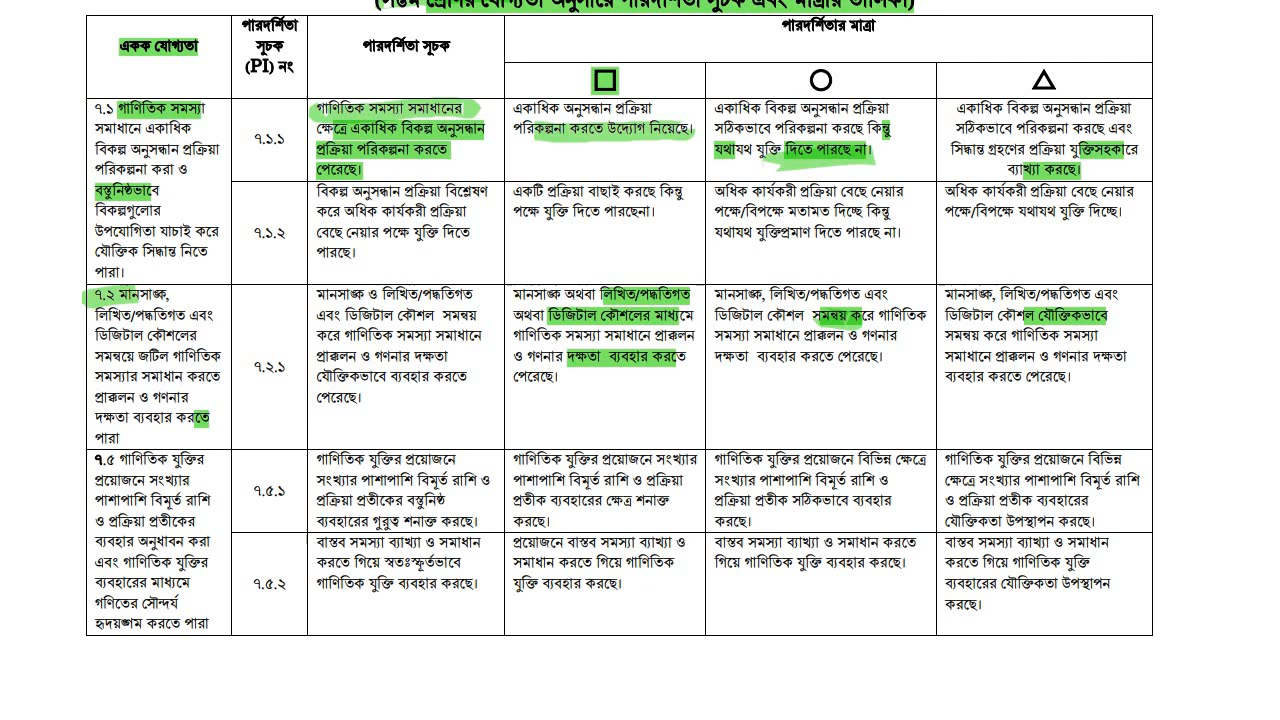 (সপ্তম শ্রেণির যোগ্যতা অনুসারে পারদর্শিতা সূচক এবং মাত্রার তালিকা)
একক যোগ্যতা
পারদর্শিতা
সূচক
(PI) নং
পারদর্শিতা সূচক
পারদর্শিতার মাত্রা
৭.১ গাণিতিক সমস্যা
সমাধানে একাধিক
বিকল্প অনুসন্ধান প্রক্রিয়া
পরিকল্পনা করা ও
বস্তুনিষ্ঠভাবে
বিকল্পগুলোর
উপযোগিতা যাচাই করে
যৌক্তিক সিদ্ধান্ত নিতে
পারা।
৭.১.১
গাণিতিক সমস্যা সমাধানের
ক্ষেত্রে একাধিক বিকল্প অনুসন্ধান
প্রক্রিয়া পরিকল্পনা করতে
পেরেছে।
একাধিক অনুসন্ধান প্রক্রিয়া
পরিকল্পনা করতে উদ্যোগ নিয়েছে।
একাধিক বিকল্প অনুসন্ধান প্রক্রিয়া
সঠিকভাবে পরিকল্পনা করছে কিন্তু
যথাযথ যুক্তি দিতে পারছে না।
একাধিক বিকল্প অনুসন্ধান প্রক্রিয়া
সঠিকভাবে পরিকল্পনা করছে এবং
সিদ্ধান্ত গ্রহণের প্রক্রিয়া যুক্তিসহকারে
ব্যাখ্যা করছে।
৭.১.২
বিকল্প অনুসন্ধান প্রক্রিয়া বিশ্লেষণ
করে অধিক কার্যকরী প্রক্রিয়া
বেছে নেয়ার পক্ষে যুক্তি দিতে
পারছে।
একটি প্রক্রিয়া বাছাই করছে কিন্তু
পক্ষে যুক্তি দিতে পারছেনা।
অধিক কার্যকরী প্রক্রিয়া বেছে নেয়ার
পক্ষে/বিপক্ষে মতামত দিচ্ছে কিন্তু
যথাযথ যুক্তিপ্রমাণ দিতে পারছে না।
অধিক কার্যকরী প্রক্রিয়া বেছে নেয়ার
পক্ষে/বিপক্ষে যথাযথ যুক্তি দিচ্ছে।
৭.২ মানসাঙ্ক,
লিখিত/পদ্ধতিগত এবং
ডিজিটাল কৌশলের
সমন্বয়ে জটিল গাণিতিক
সমস্যার সমাধান করতে
প্রাক্কলন ও গণনার
দক্ষতা ব্যবহার করতে
পারা
৭.২.১
মানসাঙ্ক ও লিখিত/পদ্ধতিগত
এবং ডিজিটাল কৌশল সমন্বয়
করে গাণিতিক সমস্যা সমাধানে
প্রাক্কলন ও গণনার দক্ষতা
যৌক্তিকভাবে ব্যবহার করতে
পেরেছে।
মানসাঙ্ক অথবা লিখিত/পদ্ধতিগত
অথবা ডিজিটাল কৌশলের মাধ্যমে
গাণিতিক সমস্যা সমাধানে প্রাক্কলন
ও গণনার দক্ষতা ব্যবহার করতে
পেরেছে।
মানসাঙ্ক, লিখিত/পদ্ধতিগত এবং
ডিজিটাল কৌশল সমন্বয় করে গাণিতিক
সমস্যা সমাধানে প্রাক্কলন ও গণনার
দক্ষতা ব্যবহার করতে পেরেছে।
মানসাঙ্ক, লিখিত/পদ্ধতিগত এবং
ডিজিটাল কৌশল যৌক্তিকভাবে
সমন্বয় করে গাণিতিক সমস্যা
সমাধানে প্রাক্কলন ও গণনার দক্ষতা
ব্যবহার করতে পেরেছে।
৭.৫ গাণিতিক যুক্তির
প্রয়োজনে সংখ্যার
পাশাপাশি বিমূর্ত রাশি
ও প্রক্রিয়া প্রতীকের
ব্যবহার অনুধাবন করা
এবং গাণিতিক যুক্তির
ব্যবহারের মাধ্যমে
গণিতের সৌন্দর্য
হৃদয়ঙ্গম করতে পারা
৭.৫.১
গাণিতিক যুক্তির প্রয়োজনে
সংখ্যার পাশাপাশি বিমূর্ত রাশি ও
প্রক্রিয়া প্রতীকের বস্তুনিষ্ঠ
ব্যবহারের গুরুত্ব শনাক্ত করছে।
গাণিতিক যুক্তির প্রয়োজনে সংখ্যার
পাশাপাশি বিমূর্ত রাশি ও প্রক্রিয়া
প্রতীক ব্যবহারের ক্ষেত্র শনাক্ত
করছে।
গাণিতিক যুক্তির প্রয়োজনে বিভিন্ন ক্ষেত্রে
সংখ্যার পাশাপাশি বিমূর্ত রাশি ও
প্রক্রিয়া প্রতীক সঠিকভাবে ব্যবহার
করছে।
গাণিতিক যুক্তির প্রয়োজনে বিভিন্ন
ক্ষেত্রে সংখ্যার পাশাপাশি বিমূর্ত রাশি
ও প্রক্রিয়া প্রতীক ব্যবহারের
যৌক্তিকতা উপস্থাপন করছে।
৭.৫.২
বাস্তব সমস্যা ব্যাখ্যা ও সমাধান
করতে গিয়ে স্বতঃস্ফূর্তভাবে
গাণিতিক যুক্তি ব্যবহার করছে।
প্রয়োজনে বাস্তব সমস্যা ব্যাখ্যা ও
সমাধান করতে গিয়ে গাণিতিক
যুক্তি ব্যবহার করছে।
বাস্তব সমস্যা ব্যাখ্যা ও সমাধান করতে
গিয়ে গাণিতিক যুক্তি ব্যবহার করছে।
বাস্তব সমস্যা ব্যাখ্যা ও সমাধান
করতে গিয়ে গাণিতিক যুক্তি
ব্যবহারের যৌক্তিকতা উপস্থাপন
করছে।